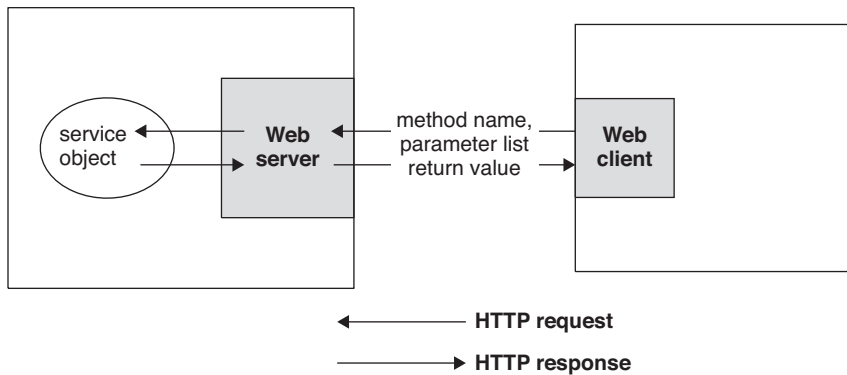 service
object
Web
server
method name,
parameter list
return value
Web
client
HTTP request
HTTP response